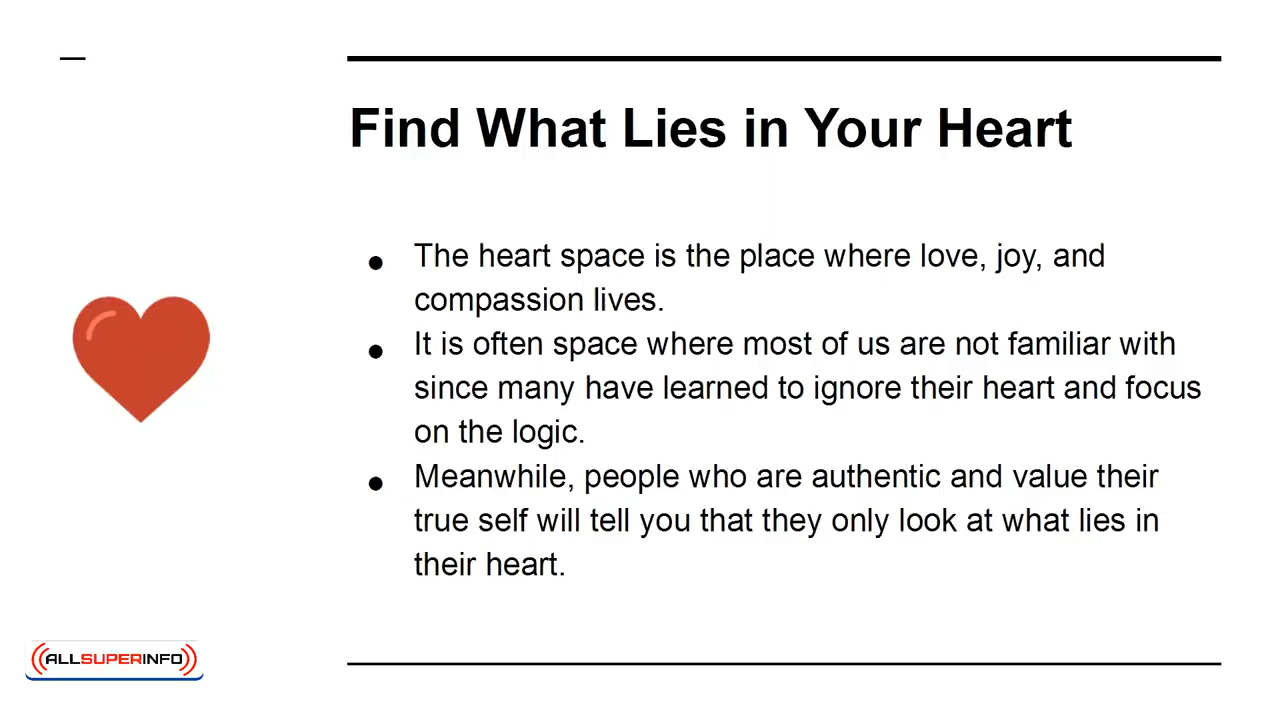 Find What Lies in Your Heart
● The heart space is the place where love, joy, and
compassion lives.
● It is often space where most of us are not familiar with
since many have learned to ignore their heart and focus
on the logic.
● Meanwhile, people who are authentic and value their
true self will tell you that they only look at what lies in
their heart.
ALLSUPERINFO